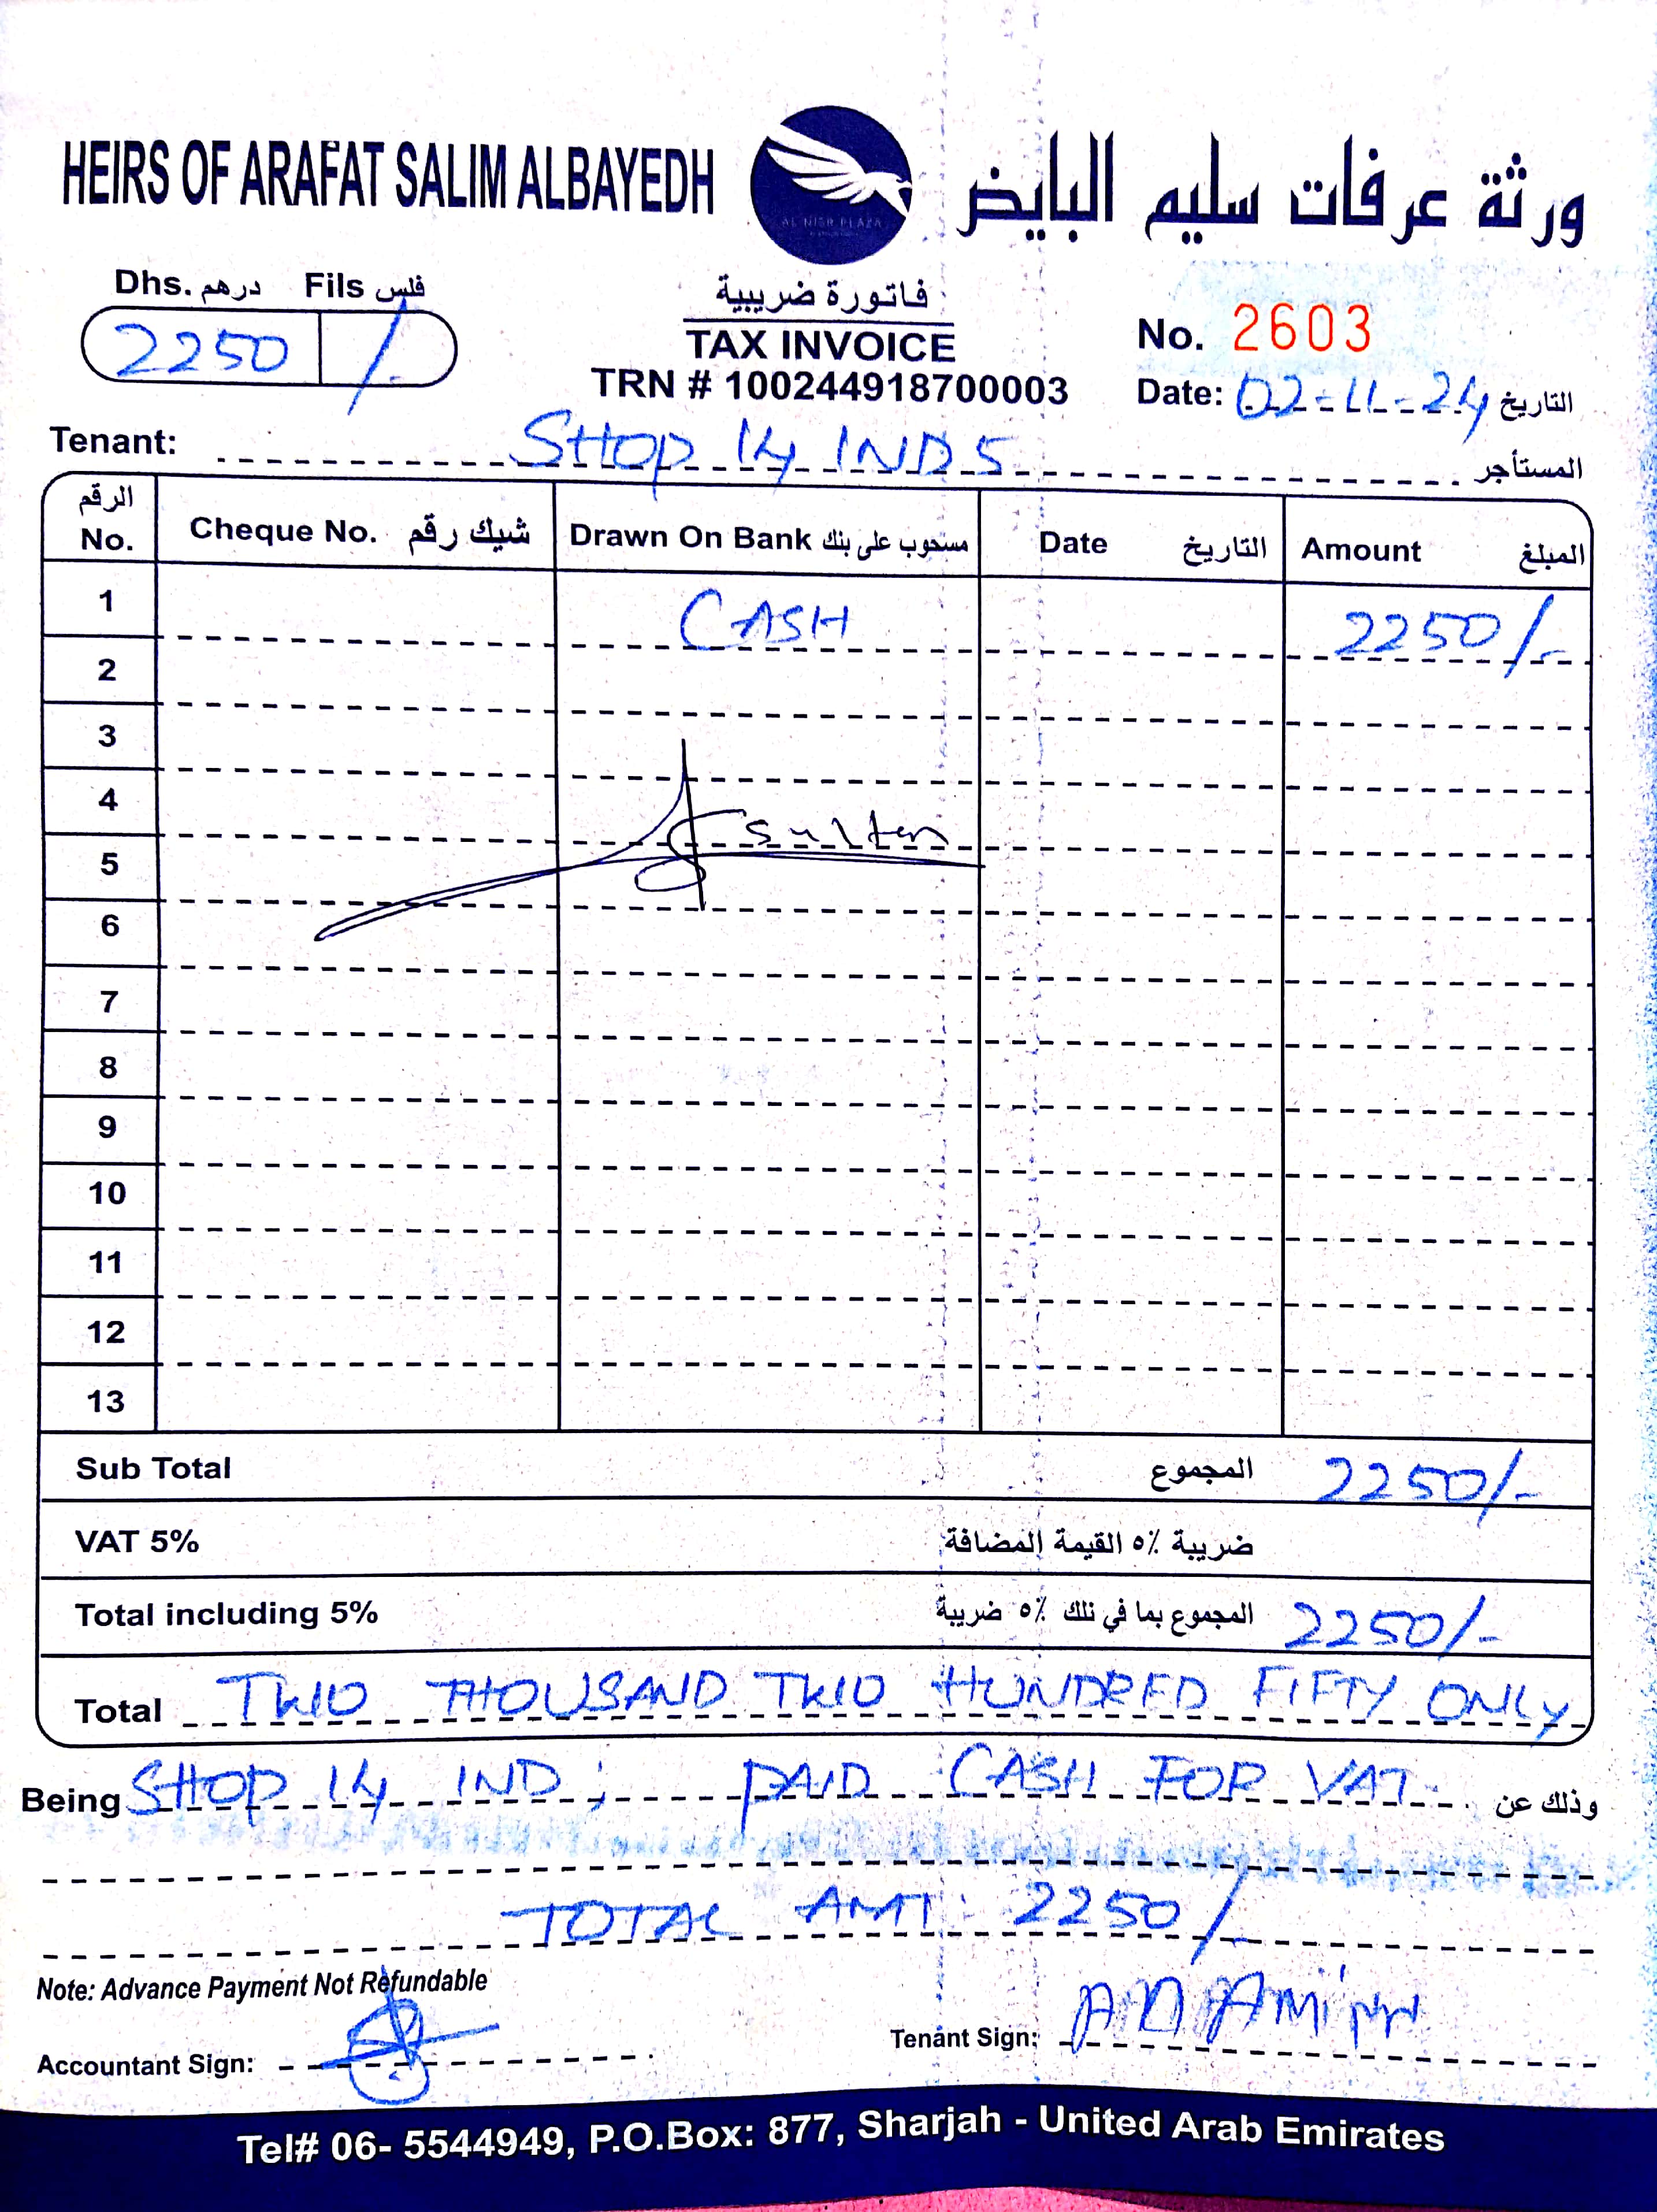 HEIRS OF ARAFAT SALIM ALBAYEDH
AL NISR PLAZA
ورثة عرفات سليم البايض
Dhs. درهم Fils فلس
2250 /-
فاتورة ضريبية
TAX INVOICE
TRN # 100244918700003
No. 2603
Date: 02-11-24 التاريخ
Tenant: SHOP 14 IND 5 المستأجر
الرقم No. Cheque No. شيك رقم Drawn On Bank مسحوب على بنك Date التاريخ Amount المبلغ
1 CASH 2250/-
2
3
4
Sultan
5
6
7
8
9
10
11
12
13
Sub Total المجموع 2250/-
VAT 5% ضريبة ٥٪ القيمة المضافة
Total including 5% المجموع بما في ذلك ٥٪ ضريبة 2250/-
Total TWO THOUSAND TWO HUNDRED FIFTY ONLY
Being SHOP 14 IND; PAID CASH FOR VAT وذلك عن
TOTAL AMT: 2250/-
Note: Advance Payment Not Refundable
Accountant Sign:
Tenant Sign:
Tel# 06- 5544949, P.O.Box: 877, Sharjah - United Arab Emirates